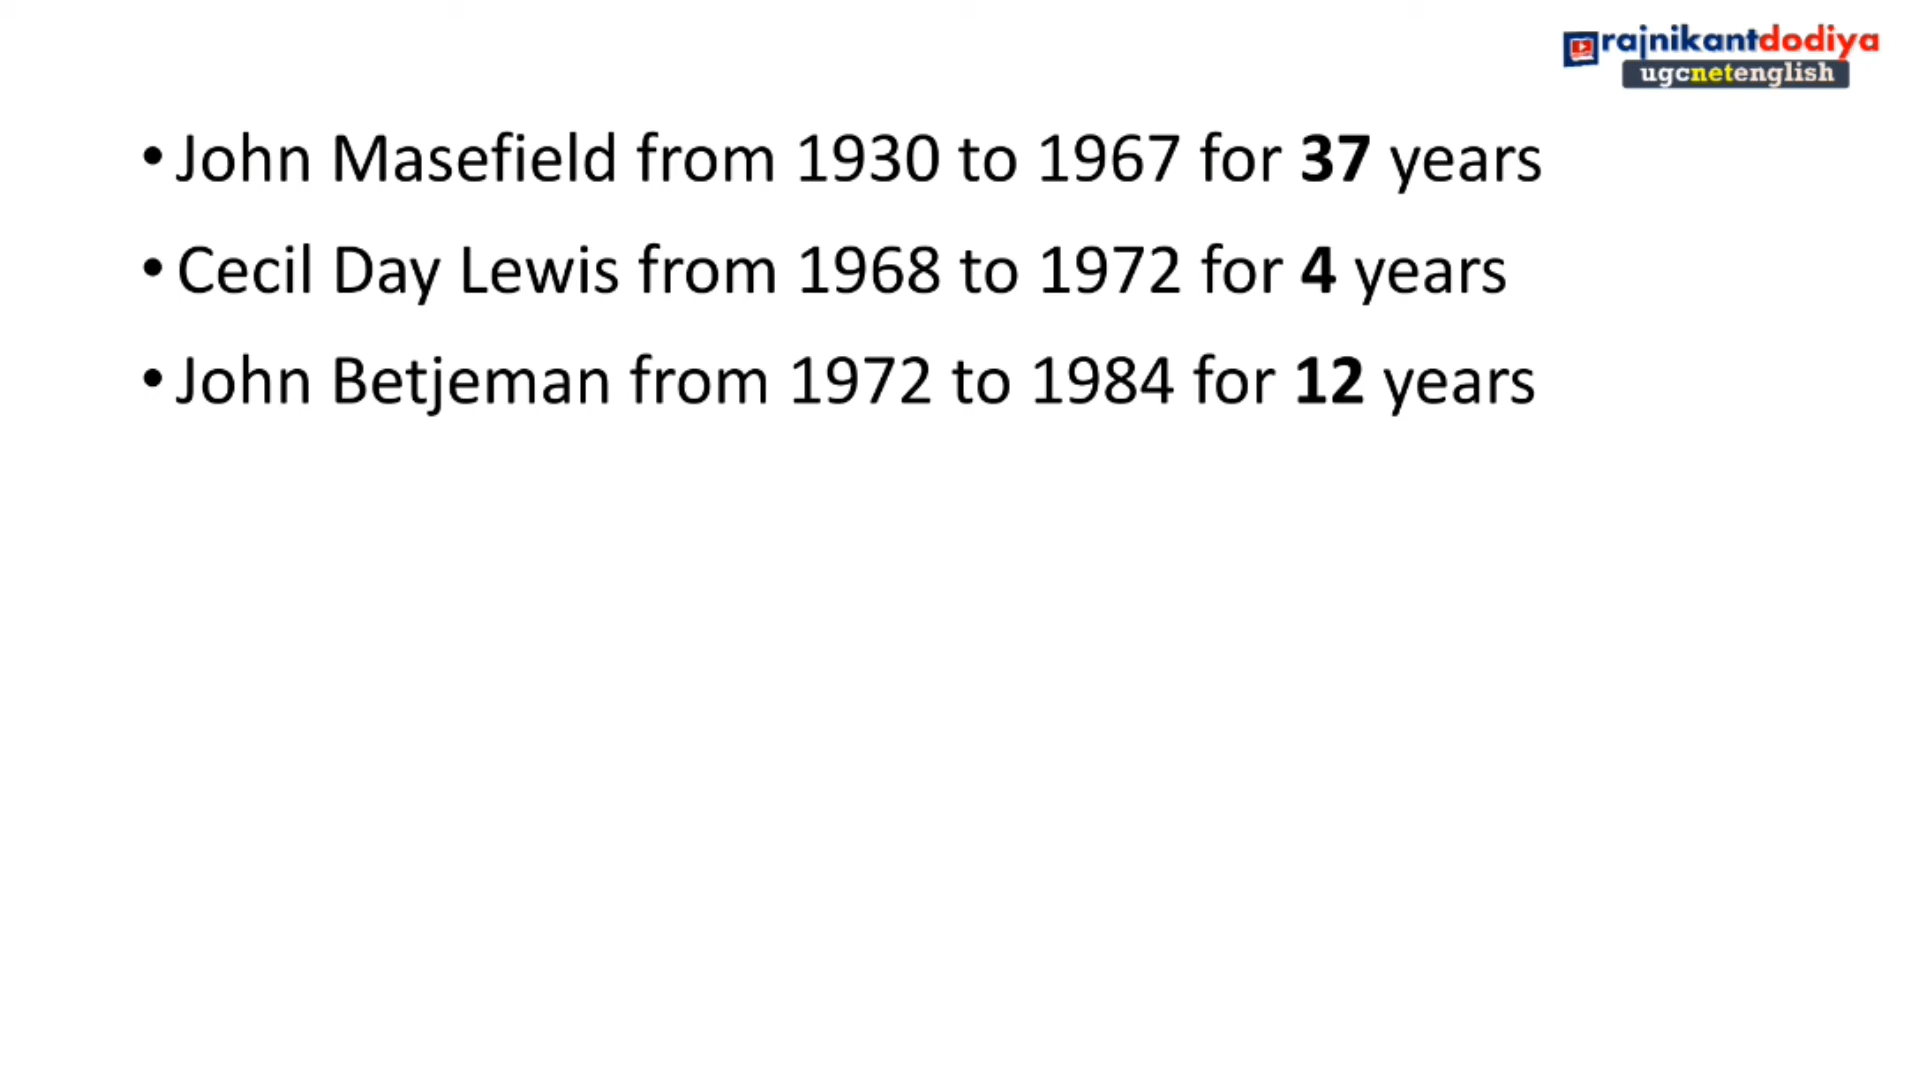 rajnikantdodiya
ugcnetenglish
• John Masefield from 1930 to 1967 for 37 years
• Cecil Day Lewis from 1968 to 1972 for 4 years
• John Betjeman from 1972 to 1984 for 12 years